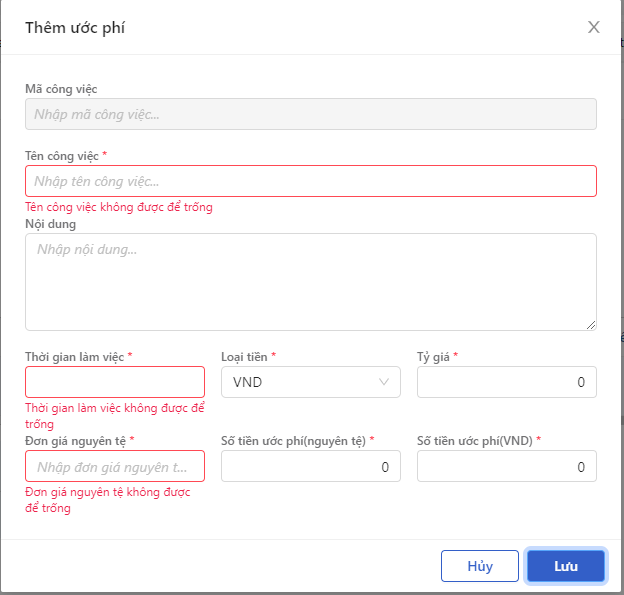 Thêm ước phí
Mã công việc
Nhập mã công việc...
Tên công việc *
Nhập tên công việc...
Tên công việc không được để trống
Nội dung
Nhập nội dung...
Thời gian làm việc * Loại tiền * Tỷ giá *
VND 0
Thời gian làm việc không được để
trống
Đơn giá nguyên tệ * Số tiền ước phí(nguyên tệ) * Số tiền ước phí(VND) *
Nhập đơn giá nguyên t... 0 0
Đơn giá nguyên tệ không được
để trống
Hủy Lưu